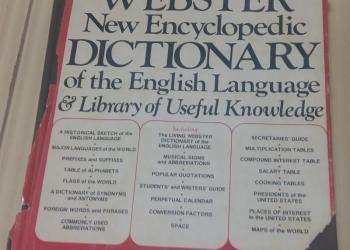 WEBSTER
New Encyclopedic
DICTIONARY
of the English Language
& Library of Useful Knowledge
A HISTORICAL SKETCH of the
ENGLISH LANGUAGE
MAJOR LANGUAGES of the WORLD
PREFIXES and SUFFIXES
TABLE of ALPHABETS
FLAGS of the WORLD
A DICTIONARY of SYNONYMS
and ANTONYMS
FOREIGN WORDS and PHRASES
COMMONLY USED
ABBREVIATIONS
Including:
The LIVING WEBSTER
DICTIONARY of the
ENGLISH LANGUAGE
MUSICAL SIGNS
and ABBREVIATIONS
POPULAR QUOTATIONS
STUDENTS' and WRITERS' GUIDE
PERPETUAL CALENDAR
CONVERSION FACTORS
SPACE
SECRETARIES' GUIDE
MULTIPLICATION TABLES
COMPOUND INTEREST TABLE
SALARY TABLE
COOKING TABLES
PRESIDENTS of the
UNITED STATES
PLACES OF INTEREST
in the UNITED STATES
MAPS of the WORLD